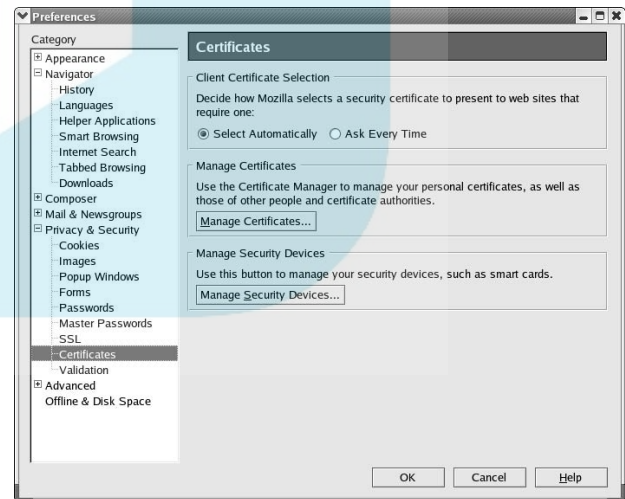 Preferences
Category
Appearance
Navigator
History
Languages
Helper Applications
Smart Browsing
Internet Search
Tabbed Browsing
Downloads
Composer
Mail & Newsgroups
Privacy & Security
Cookies
Images
Popup Windows
Forms
Passwords
Master Passwords
SSL
Certificates
Validation
Advanced
Offline & Disk Space
Certificates
Client Certificate Selection
Decide how Mozilla selects a security certificate to present to web sites that
require one:
Select Automatically Ask Every Time
Manage Certificates
Use the Certificate Manager to manage your personal certificates, as well as
those of other people and certificate authorities.
Manage Certificates...
Manage Security Devices
Use this button to manage your security devices, such as smart cards.
Manage Security Devices...
OK Cancel Help